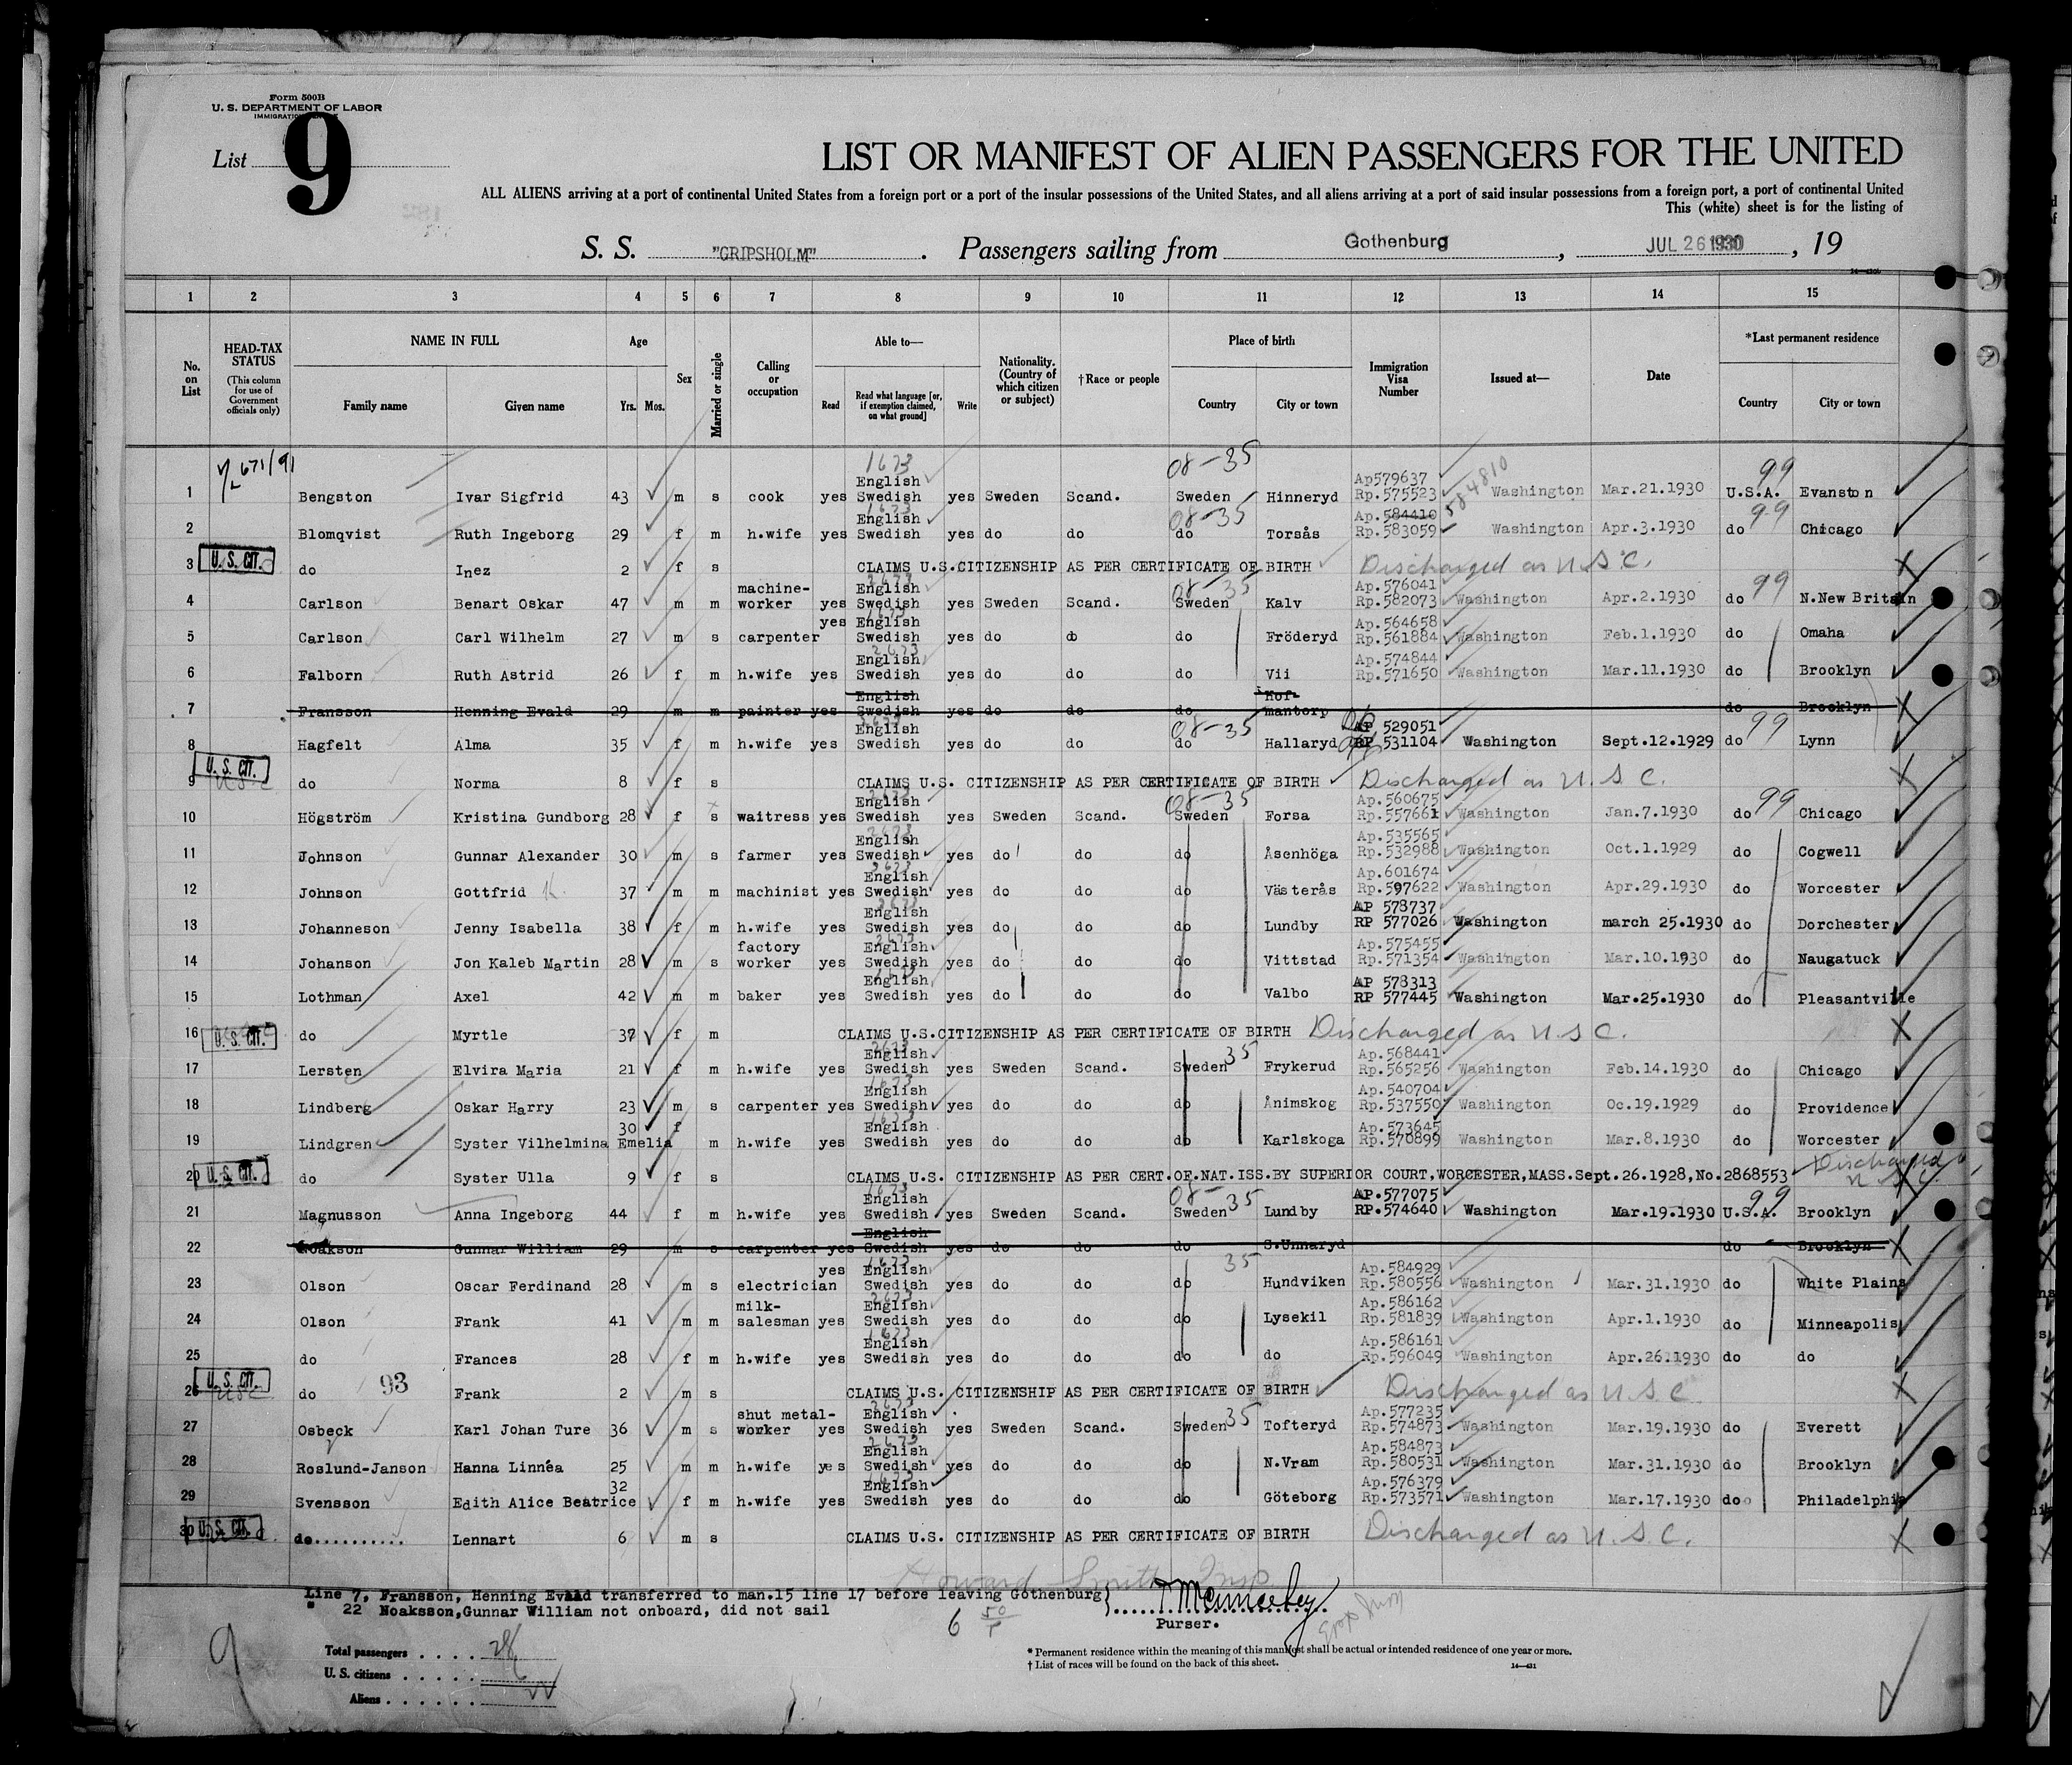 Form 500B
U. S. DEPARTMENT OF LABOR
List 9
LIST OR MANIFEST OF ALIEN PASSENGERS FOR THE UNITED
ALL ALIENS arriving at a port of continental United States from a foreign port or a port of the insular possessions of the United States, and all aliens arriving at a port of said insular possessions from a foreign port, a port of continental United
This (white) sheet is for the listing of
S. S. "GRIPSHOLM". Passengers sailing from Gothenburg, JUL 26 1930, 19
1 2 3 4 5 6 7 8 9 10 11 12 13 14 15
No. on List
HEAD-TAX STATUS (This column for use of Government officials only)
NAME IN FULL Family name Given name
Age Yrs. Mos.
Sex
Married or single
Calling or occupation
Able to— Read Read what language [or, if exemption claimed, on what ground] Write
Nationality. (Country of which citizen or subject)
†Race or people
Place of birth Country City or town
Immigration Visa Number
Issued at—
Date
*Last permanent residence Country City or town
1 Bengston Ivar Sigfrid 43 m s cook yes English Swedish yes Sweden Scand. 08-35 Sweden Hinneryd Ap579637 Rp.575523 Washington Mar.21.1930 99 U.S.A. Evanston
2 Blomqvist Ruth Ingeborg 29 f m h.wife yes English Swedish yes do do 08-35 do Torsås Ap.584410 584810 Rp.583059 Washington Apr.3.1930 do 99 Chicago
3 U. S. CIT. do Inez 2 f s CLAIMS U.S.CITIZENSHIP AS PER CERTIFICATE OF BIRTH Discharged as U.S.C.
4 Carlson Benart Oskar 47 m m machine-worker yes English Swedish yes Sweden Scand. 08-35 Sweden Kalv Ap.576041 Rp.582073 Washington Apr.2.1930 do 99 N.New Britain
5 Carlson Carl Wilhelm 27 m s carpenter yes English Swedish yes do do do Fröderyd Ap.564658 Rp.561884 Washington Feb.1.1930 do Omaha
6 Falborn Ruth Astrid 26 f m h.wife yes English Swedish yes do do do Vii Ap.574844 Rp.571650 Washington Mar.11.1930 do Brooklyn
7 Fransson Henning Evald 29 m m painter yes English Swedish yes do do do Hof- mantorp do Brooklyn
8 Hagfelt Alma 35 f m h.wife yes English Swedish yes do do 08-35 do Hallaryd AP 529051 RP 531104 Washington Sept.12.1929 do 99 Lynn
9 U. S. CIT. do Norma 8 f s CLAIMS U.S. CITIZENSHIP AS PER CERTIFICATE OF BIRTH Discharged as U.S.C.
10 Högström Kristina Gundborg 28 f s waitress yes English Swedish yes Sweden Scand. 08-35 Sweden Forsa Ap.560675 Rp.557661 Washington Jan.7.1930 do 99 Chicago
11 Johnson Gunnar Alexander 30 m s farmer yes English Swedish yes do do do Åsenhöga Ap.535565 Rp.532988 Washington Oct.1.1929 do Cogwell
12 Johnson Gottfrid K. 37 m m machinist yes English Swedish yes do do do Västerås Ap.601674 Rp.597622 Washington Apr.29.1930 do Worcester
13 Johanneson Jenny Isabella 38 f m h.wife yes English Swedish yes do do do Lundby AP 578737 RP 577026 Washington march 25.1930 do Dorchester
14 Johanson Jon Kaleb Martin 28 m s factory worker yes English Swedish yes do do do Vittstad Ap.575455 Rp.571354 Washington Mar.10.1930 do Naugatuck
15 Lothman Axel 42 m m baker yes English Swedish yes do do do Valbo AP 578313 RP 577445 Washington Mar.25.1930 do Pleasantville
16 U. S. CIT. do Myrtle 37 f m CLAIMS U.S.CITIZENSHIP AS PER CERTIFICATE OF BIRTH Discharged as U.S.C.
17 Lersten Elvira Maria 21 f m h.wife yes English Swedish yes Sweden Scand. Sweden 35 Frykerud Ap.568441 Rp.565256 Washington Feb.14.1930 do Chicago
18 Lindberg Oskar Harry 23 m s carpenter yes English Swedish yes do do do Ånimskog Ap.540704 Rp.537550 Washington Oc.19.1929 do Providence
19 Lindgren Syster Vilhelmina Emelia 30 f m h.wife yes English Swedish yes do do do Karlskoga Ap.573645 Rp.570899 Washington Mar.8.1930 do Worcester
20 U. S. CIT. do Syster Ulla 9 f s CLAIMS U.S. CITIZENSHIP AS PER CERT.OF.NAT.ISS.BY SUPERIOR COURT,WORCESTER,MASS.Sept.26.1928,No.2868553 Discharged U.S.C.
21 Magnusson Anna Ingeborg 44 f m h.wife yes English Swedish yes Sweden Scand. 08-35 Sweden Lundby AP.577075 RP.574640 Washington Mar.19.1930 99 U.S.A. Brooklyn
22 Noakson Gunnar William 29 m s carpenter yes English Swedish yes do do do S.Unnaryd do Brooklyn
23 Olson Oscar Ferdinand 28 m s electrician yes English Swedish yes do do do 35 Hundviken Ap.584929 Rp.580556 Washington Mar.31.1930 do White Plains
24 Olson Frank 41 m m milk-salesman yes English Swedish yes do do do Lysekil Ap.586162 Rp.581839 Washington Apr.1.1930 do Minneapolis
25 do Frances 28 f m h.wife yes English Swedish yes do do do do Ap.586161 Rp.596049 Washington Apr.26.1930 do do
26 U. S. CIT. do 93 Frank 2 m s CLAIMS U.S. CITIZENSHIP AS PER CERTIFICATE OF BIRTH Discharged as U.S.C.
27 Osbeck Karl Johan Ture 36 m s shut metal-worker yes English Swedish yes Sweden Scand. Sweden 35 Tofteryd Ap.577235 Rp.574873 Washington Mar.19.1930 do Everett
28 Roslund-Janson Hanna Linnéa 25 m m h.wife yes English Swedish yes do do do N.Vram Ap.584873 Rp.580531 Washington Mar.31.1930 do Brooklyn
29 Svensson Edith Alice Beatrice 32 f m h.wife yes English Swedish yes do do do Göteborg Ap.576379 Rp.573571 Washington Mar.17.1930 do Philadelphia
30 U. S. CIT. do.......... Lennart 6 m s CLAIMS U.S. CITIZENSHIP AS PER CERTIFICATE OF BIRTH Discharged as U.S.C.
Howard Smith Insp
Line 7, Fransson, Henning Evald transferred to man.15 line 17 before leaving Gothenburg
" 22 Noaksson,Gunnar William not onboard, did not sail
Purser.
Total passengers . . . . 28
U. S. citizens . . . . . 6
Aliens . . . . . . 22
* Permanent residence within the meaning of this manifest shall be actual or intended residence of one year or more.
† List of races will be found on the back of this sheet.